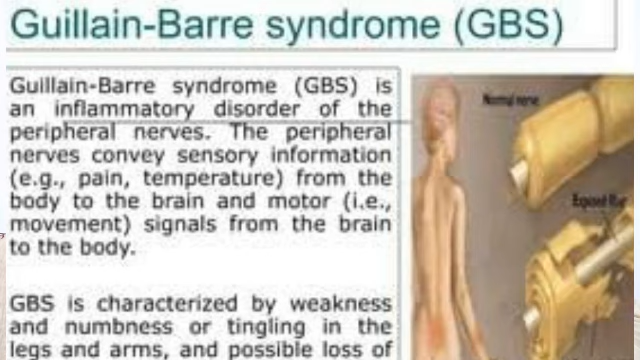 Guillain-Barre syndrome (GBS)
Guillain-Barre syndrome (GBS) is
an inflammatory disorder of the
peripheral nerves. The peripheral
nerves convey sensory information
(e.g., pain, temperature) from the
body to the brain and motor (i.e.,
movement) signals from the brain
to the body.
GBS is characterized by weakness
and numbness or tingling in the
legs and arms, and possible loss of
Normal nerve
Exposed fiber